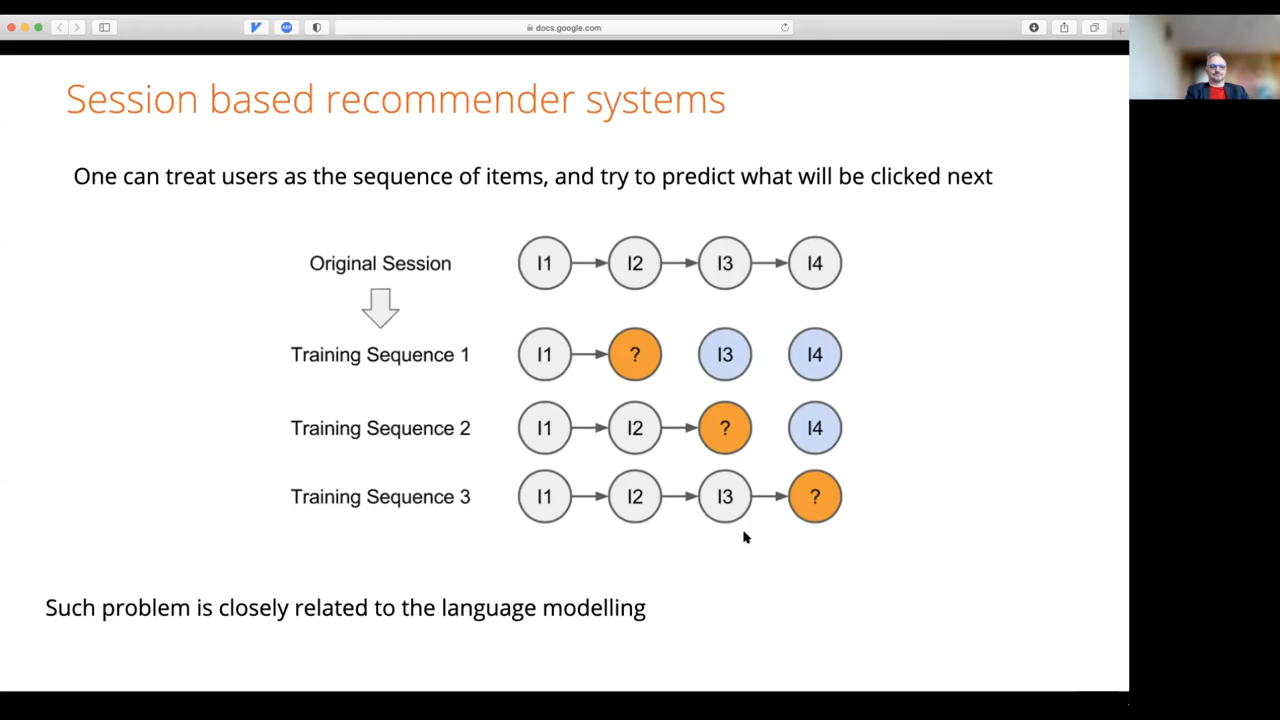 docs.google.com
Session based recommender systems
One can treat users as the sequence of items, and try to predict what will be clicked next
Original Session I1 I2 I3 I4
Training Sequence 1 I1 ? I3 I4
Training Sequence 2 I1 I2 ? I4
Training Sequence 3 I1 I2 I3 ?
Such problem is closely related to the language modelling